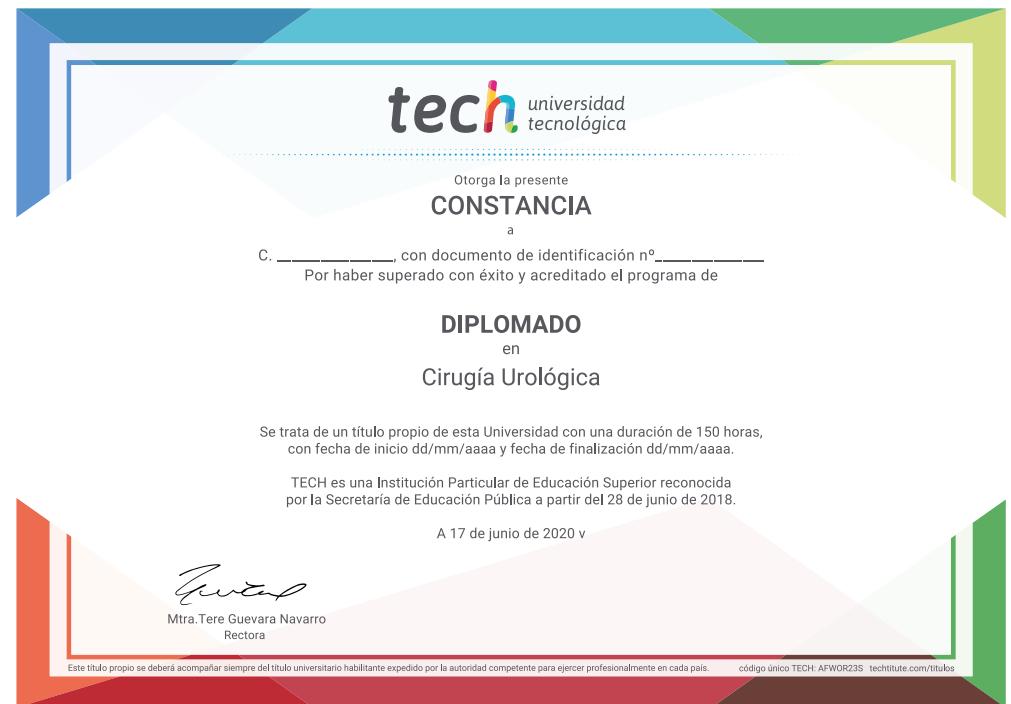 tech universidad
tecnológica
Otorga la presente
CONSTANCIA
a
C. ______________, con documento de identificación nº_____________
Por haber superado con éxito y acreditado el programa de
DIPLOMADO
en
Cirugía Urológica
Se trata de un título propio de esta Universidad con una duración de 150 horas,
con fecha de inicio dd/mm/aaaa y fecha de finalización dd/mm/aaaa.
TECH es una Institución Particular de Educación Superior reconocida
por la Secretaría de Educación Pública a partir del 28 de junio de 2018.
A 17 de junio de 2020 v
Mtra.Tere Guevara Navarro
Rectora
Este título propio se deberá acompañar siempre del título universitario habilitante expedido por la autoridad competente para ejercer profesionalmente en cada país. código único TECH: AFWOR23S techtitute.com/titulos